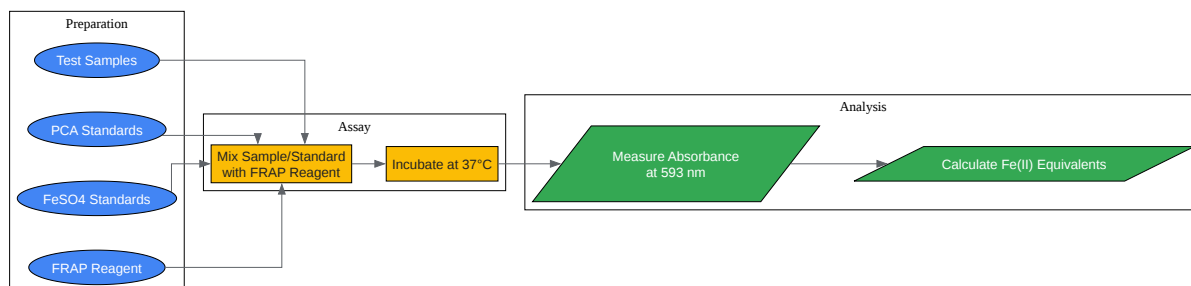 Preparation
Test Samples
PCA Standards
FeSO4 Standards
FRAP Reagent
Assay
Mix Sample/Standard
with FRAP Reagent
Incubate at 37°C
Analysis
Measure Absorbance
at 593 nm
Calculate Fe(II) Equivalents